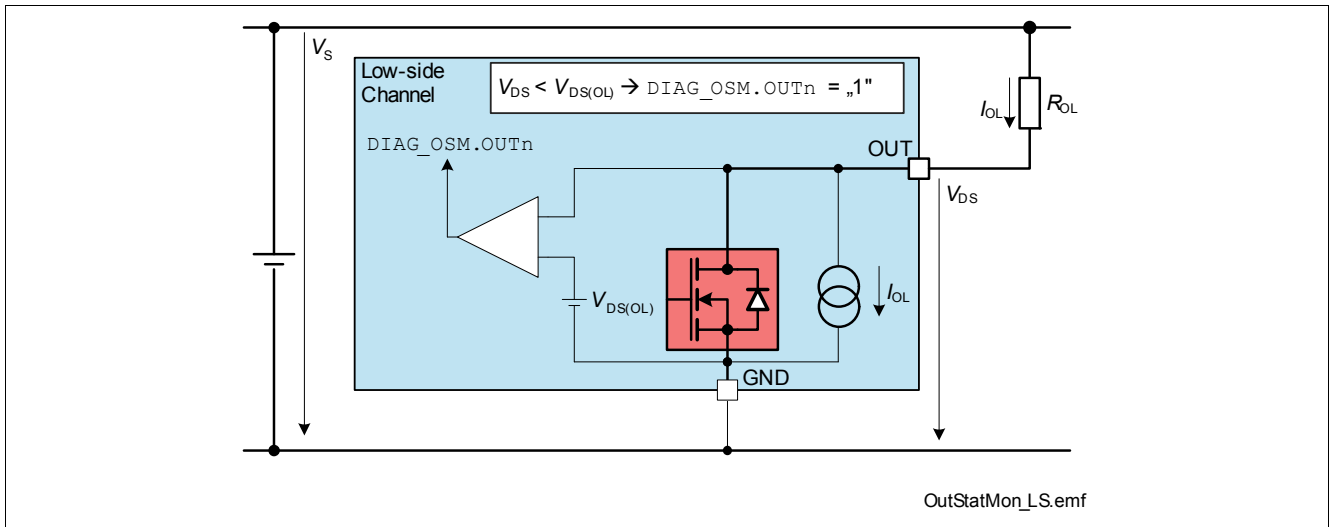 VS
Low-side
Channel
VDS < VDS(OL) → DIAG_OSM.OUTn = „1"
DIAG_OSM.OUTn
IOL
ROL
OUT
VDS
VDS(OL)
IOL
GND
OutStatMon_LS.emf